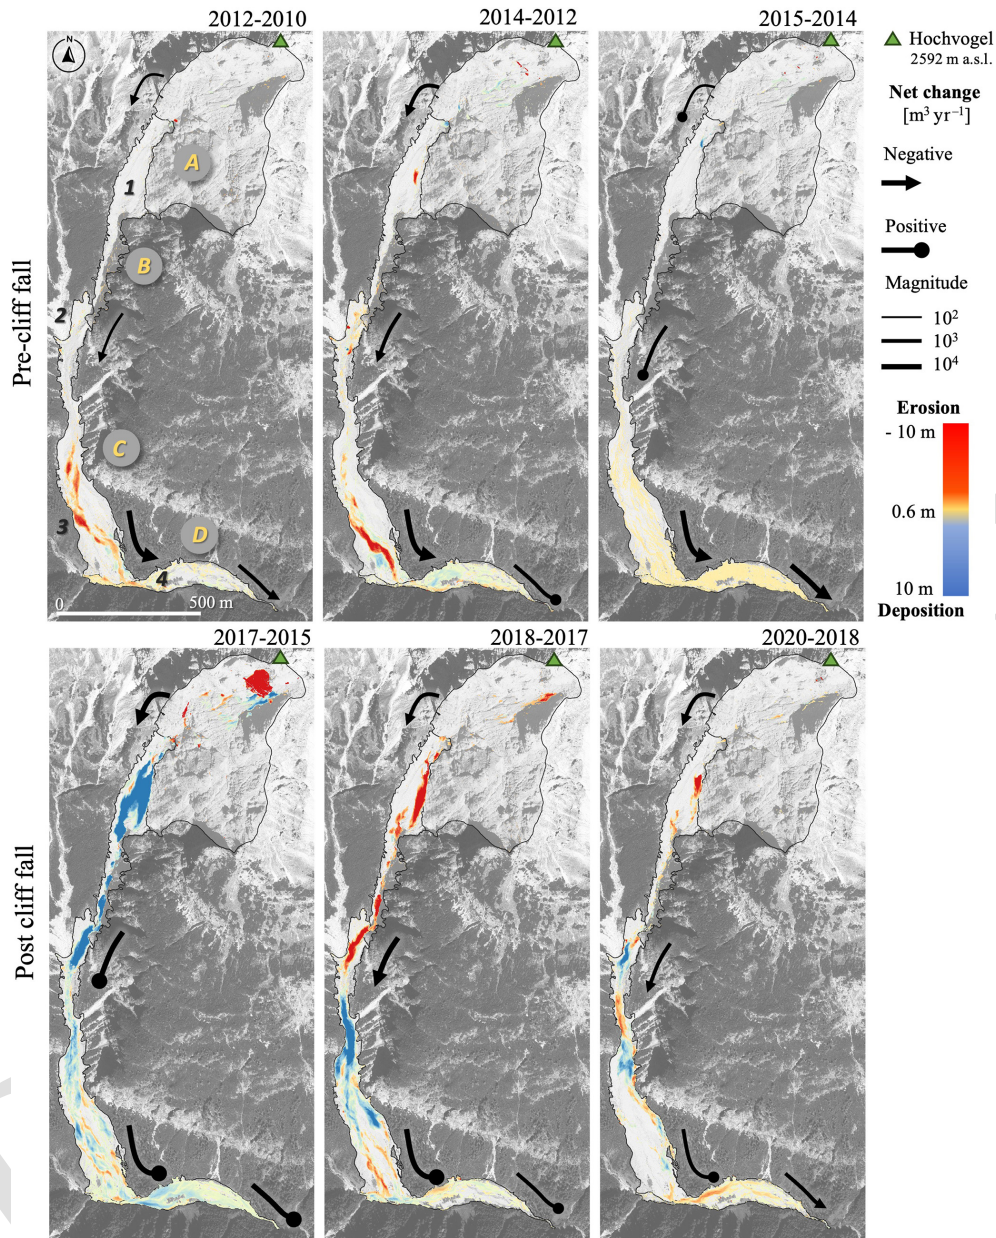 2012-2010
2014-2012
2015-2014
N
A
1
B
2
C
3
D
4
0
500 m
Pre-cliff fall
Hochvogel
2592 m a.s.l.
Net change
[m³ yr⁻¹]
Negative
Positive
Magnitude
10²
10³
10⁴
Erosion
- 10 m
0.6 m
10 m
Deposition
2017-2015
2018-2017
2020-2018
Post cliff fall